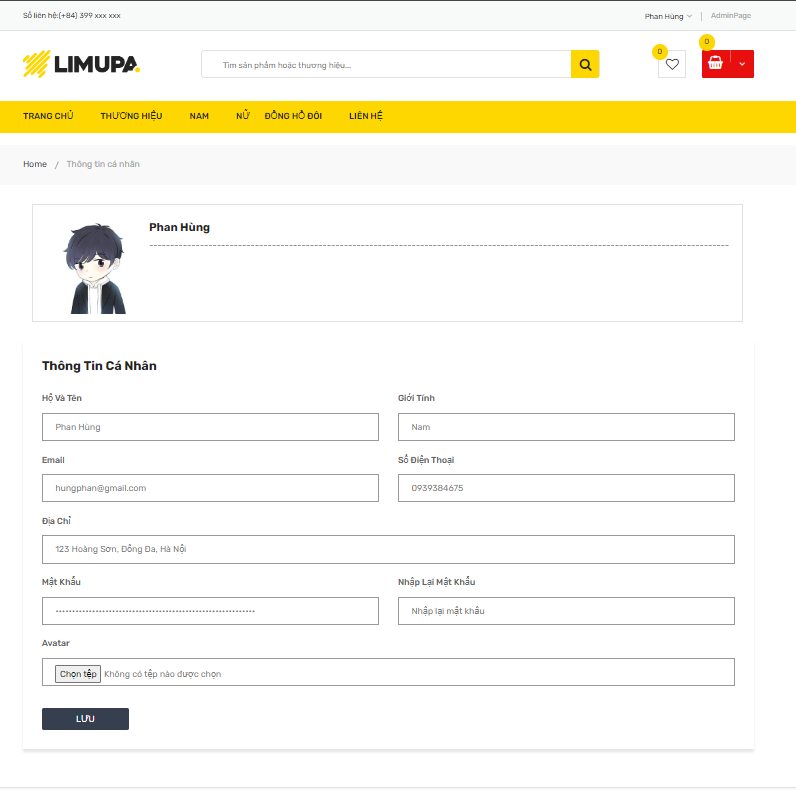 Số liên hệ:(+84) 399 xxx xxx
Phan Hùng | AdminPage
LIMUPA.
Tìm sản phẩm hoặc thương hiệu...
0
0
TRANG CHỦ THƯƠNG HIỆU NAM NỮ ĐỒNG HỒ ĐÔI LIÊN HỆ
Home / Thông tin cá nhân
Phan Hùng
Thông Tin Cá Nhân
Họ Và Tên Giới Tính
Phan Hùng Nam
Email Số Điện Thoại
hungphan@gmail.com 0939384675
Địa Chỉ
123 Hoàng Sơn, Đống Đa, Hà Nội
Mật Khẩu Nhập Lại Mật Khẩu
Nhập lại mật khẩu
Avatar
Chọn tệp Không có tệp nào được chọn
LƯU